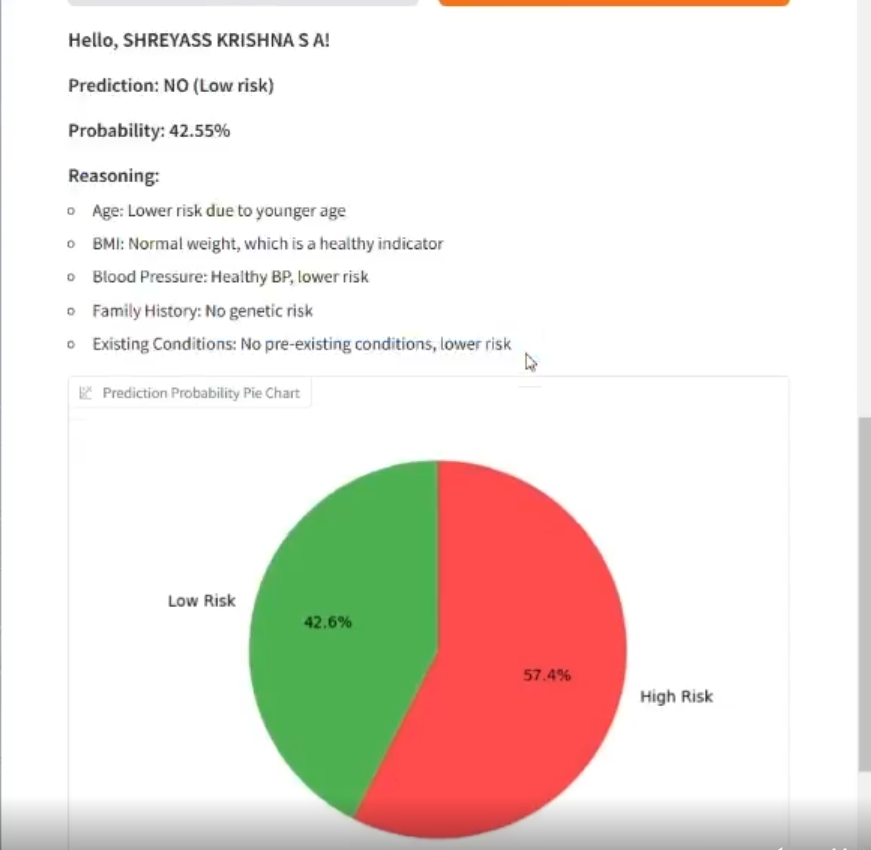 Hello, SHREYASS KRISHNA S A!
Prediction: NO (Low risk)
Probability: 42.55%
Reasoning:
Age: Lower risk due to younger age
BMI: Normal weight, which is a healthy indicator
Blood Pressure: Healthy BP, lower risk
Family History: No genetic risk
Existing Conditions: No pre-existing conditions, lower risk
Prediction Probability Pie Chart
Low Risk
42.6%
57.4%
High Risk